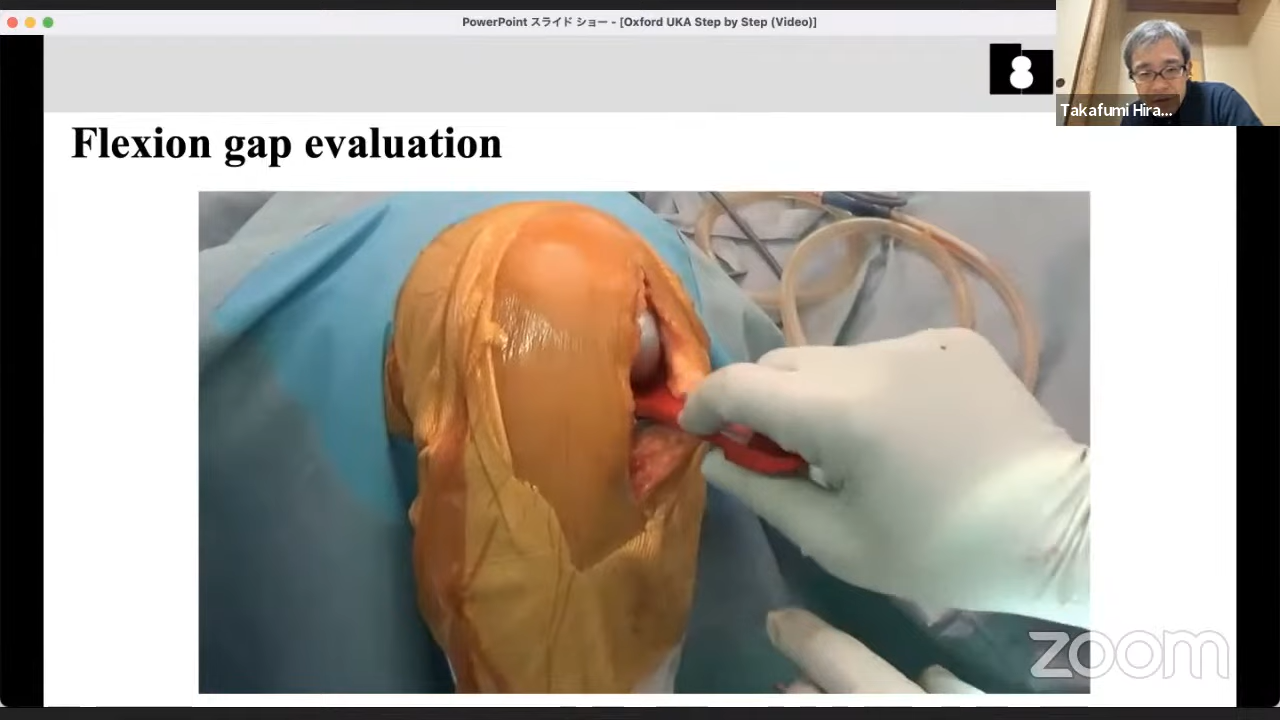 PowerPoint スライド ショー - [Oxford UKA Step by Step (Video)]
Takafumi Hira...
Flexion gap evaluation
zoom